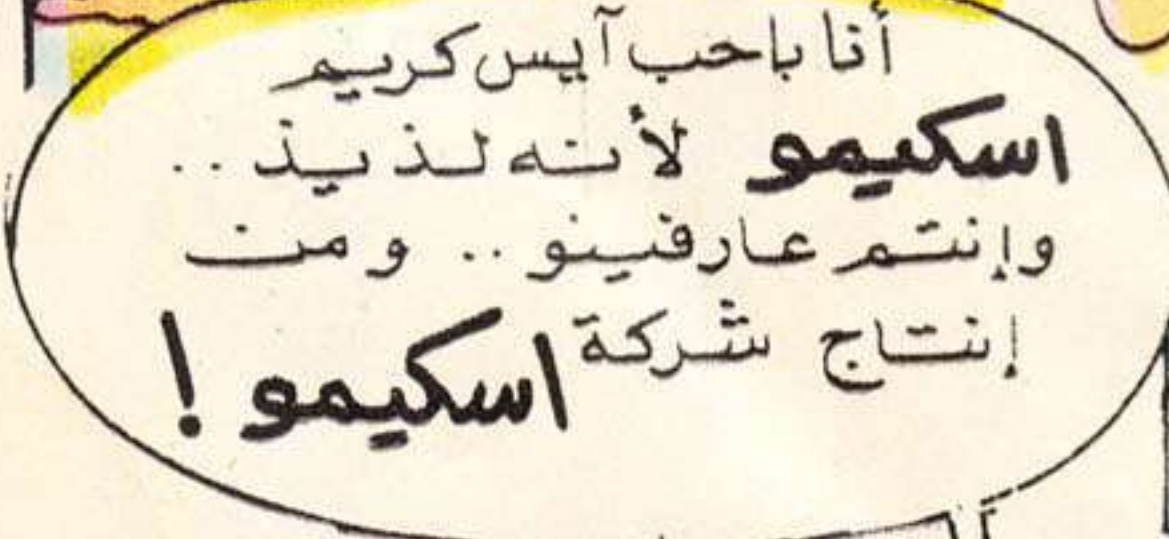 أنا باحب آيس كريم
اسكيمو لأنه لذيذ ..
وإنتم عارفينو .. ومن
إنتاج شركة اسكيمو !